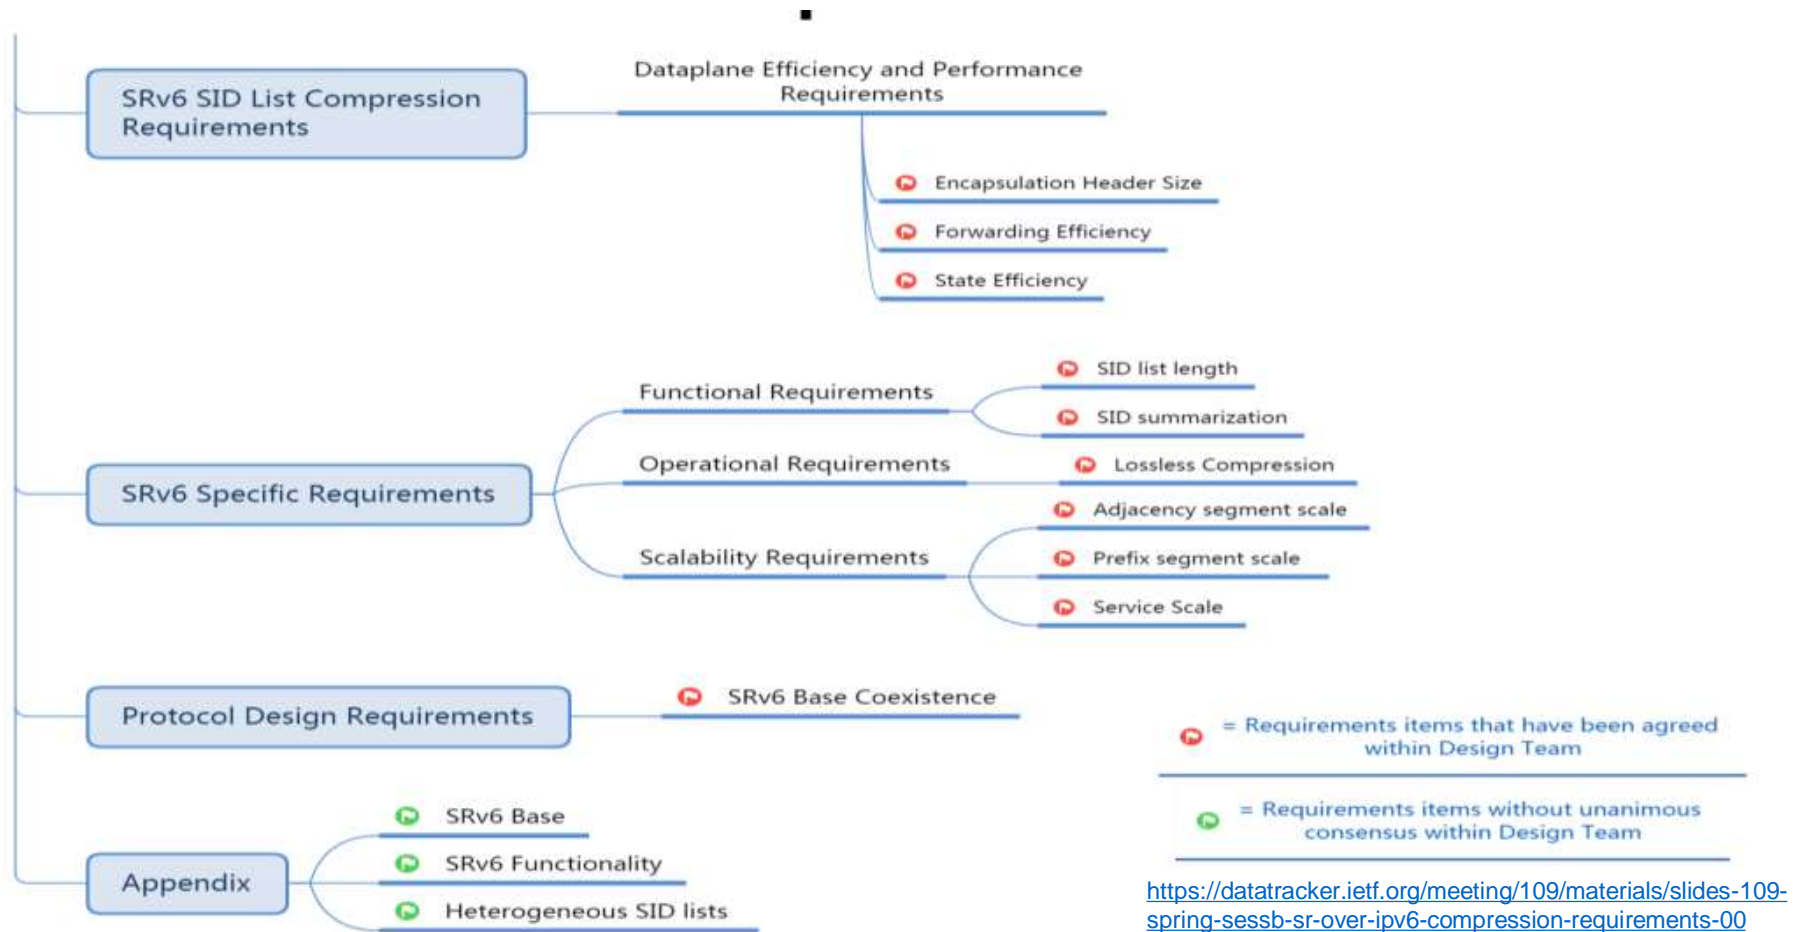 SRv6 SID List Compression
Requirements
Dataplane Efficiency and Performance
Requirements
Encapsulation Header Size
Forwarding Efficiency
State Efficiency
SRv6 Specific Requirements
Functional Requirements
SID list length
SID summarization
Operational Requirements
Lossless Compression
Scalability Requirements
Adjacency segment scale
Prefix segment scale
Service Scale
Protocol Design Requirements
SRv6 Base Coexistence
Appendix
SRv6 Base
SRv6 Functionality
Heterogeneous SID lists
= Requirements items that have been agreed
within Design Team
= Requirements items without unanimous
consensus within Design Team
https://datatracker.ietf.org/meeting/109/materials/slides-109-
spring-sessb-sr-over-ipv6-compression-requirements-00